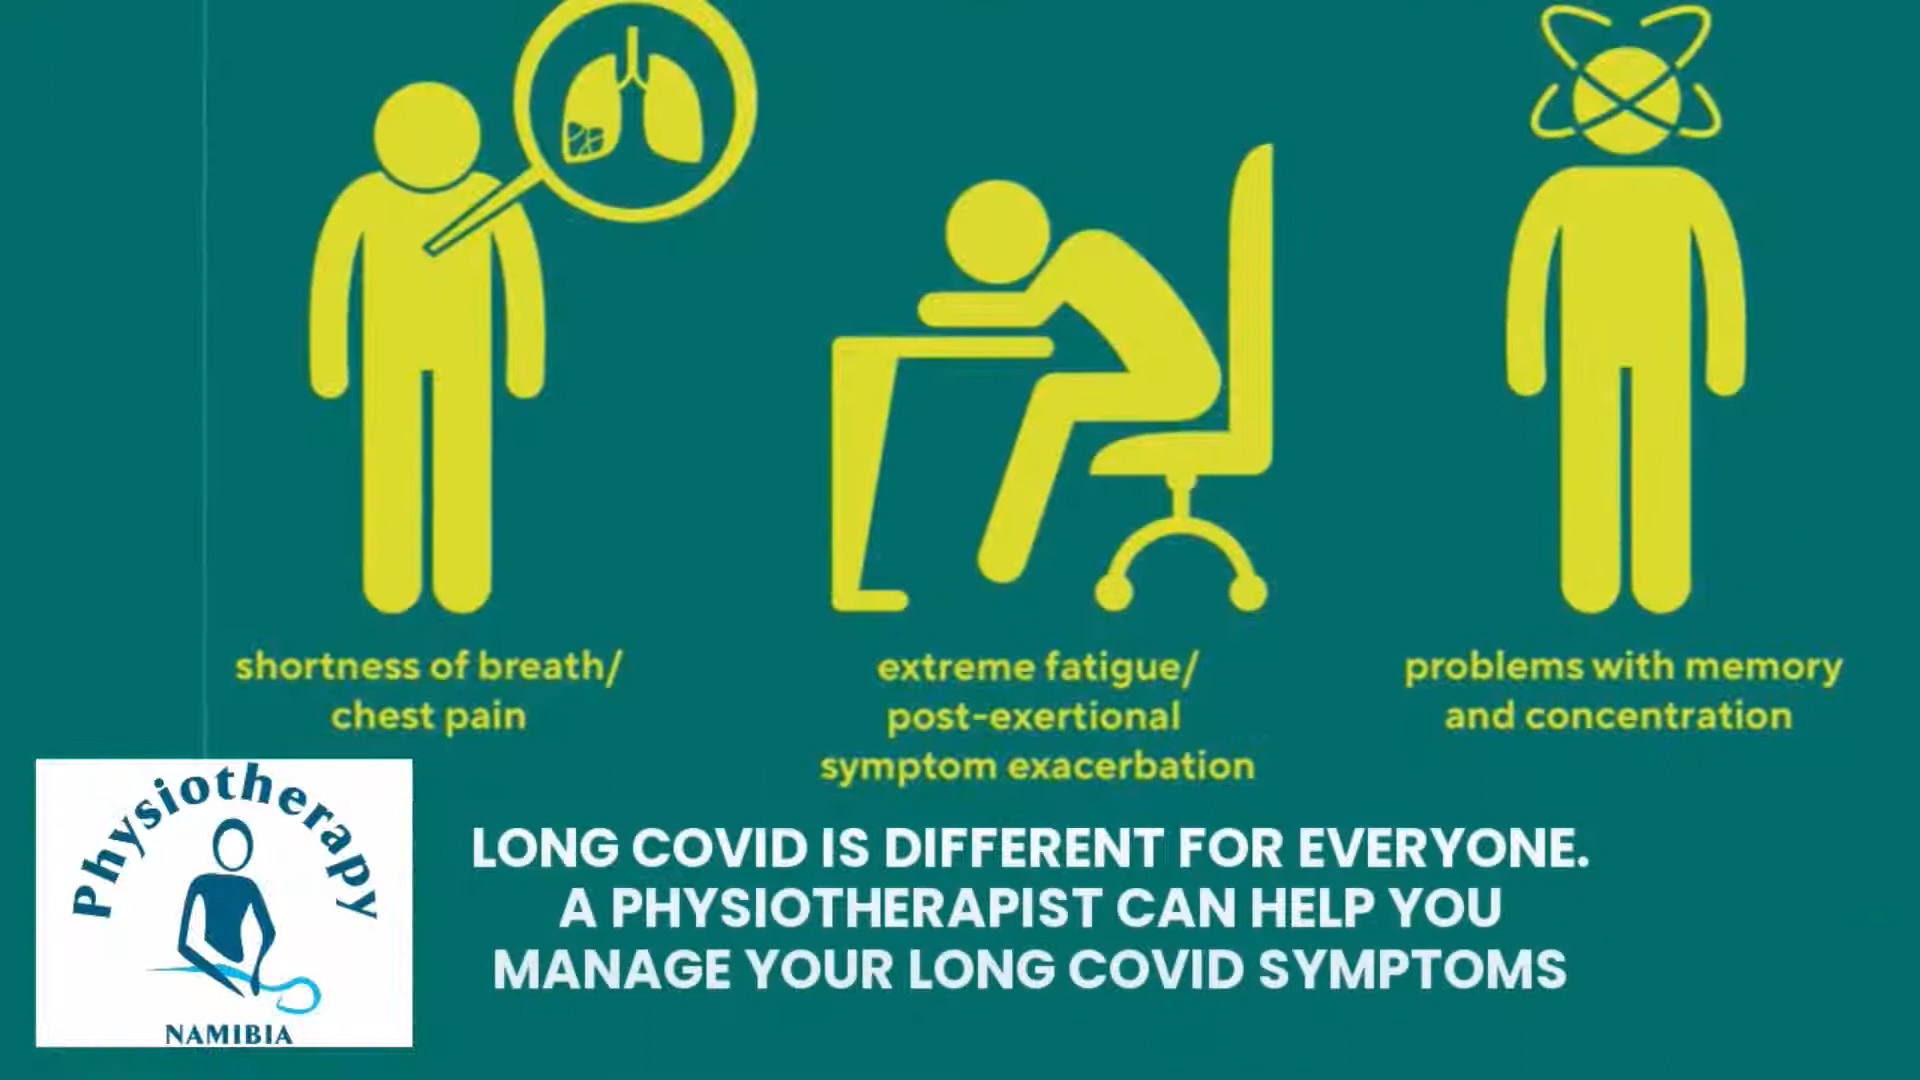 shortness of breath/
chest pain
extreme fatigue/
post-exertional
symptom exacerbation
problems with memory
and concentration
Physiotherapy
NAMIBIA
LONG COVID IS DIFFERENT FOR EVERYONE.
A PHYSIOTHERAPIST CAN HELP YOU
MANAGE YOUR LONG COVID SYMPTOMS